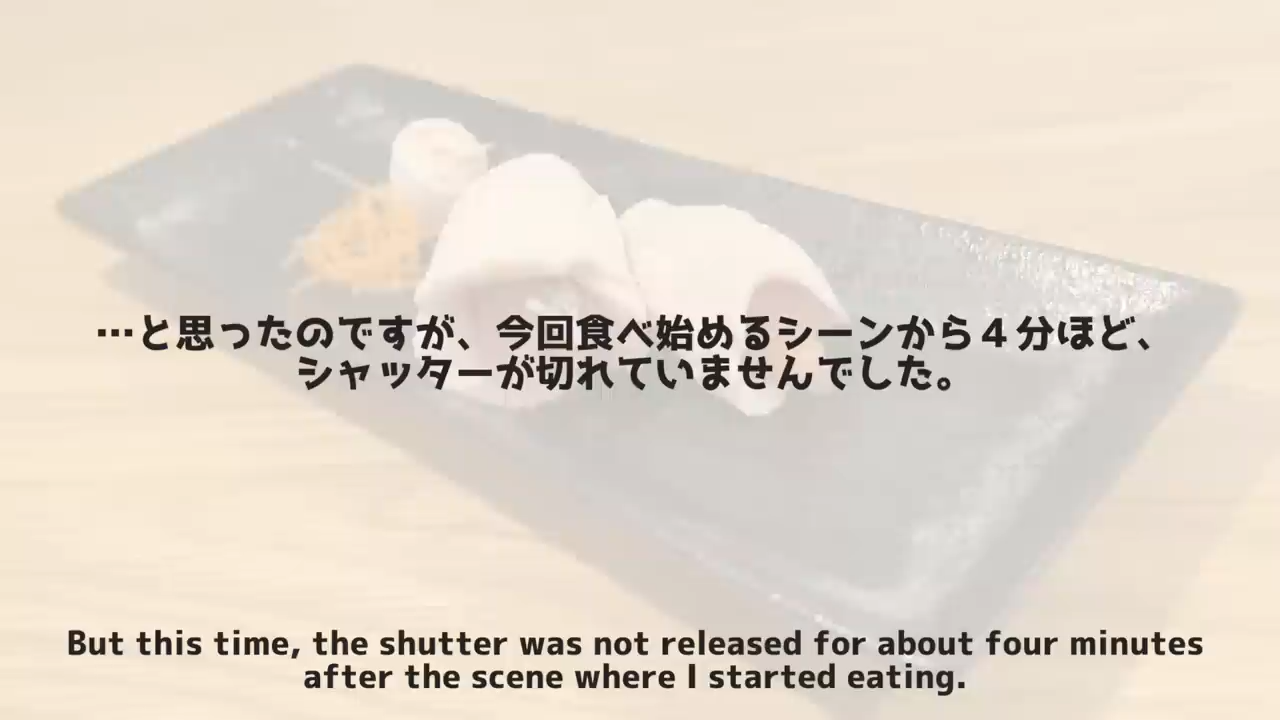 …と思ったのですが、今回食べ始めるシーンから４分ほど、
シャッターが切れていませんでした。
But this time, the shutter was not released for about four minutes
after the scene where I started eating.